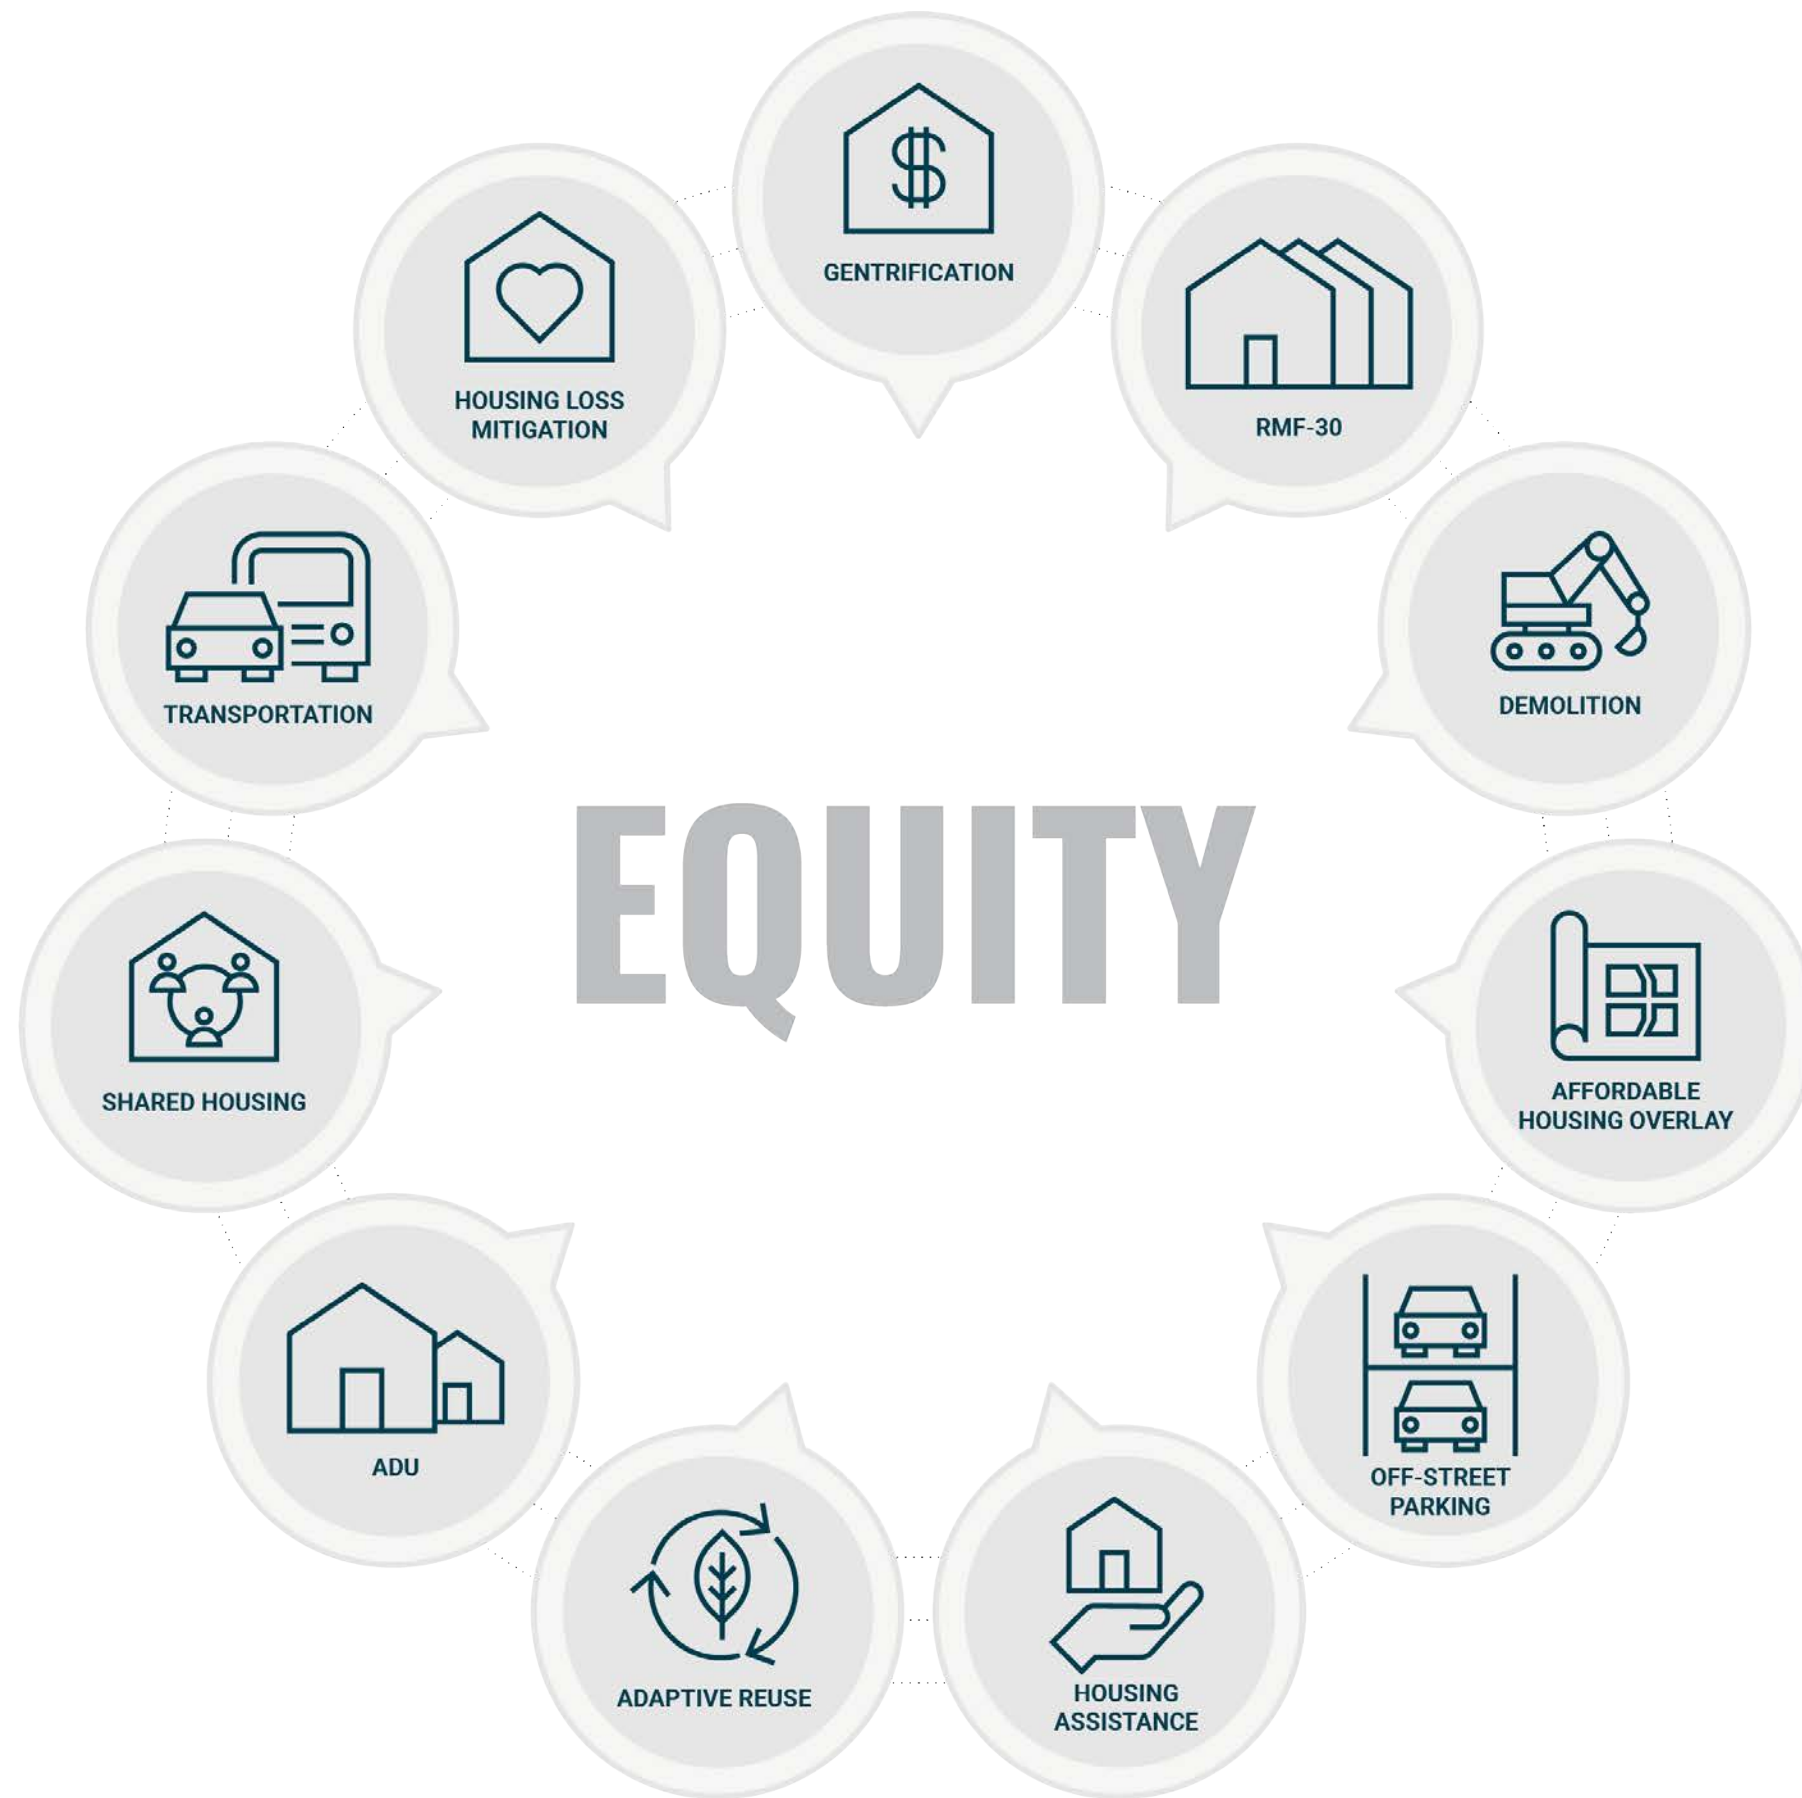 GENTRIFICATION
RMF-30
DEMOLITION
AFFORDABLE
HOUSING OVERLAY
OFF-STREET
PARKING
HOUSING
ASSISTANCE
ADAPTIVE REUSE
ADU
SHARED HOUSING
TRANSPORTATION
HOUSING LOSS
MITIGATION
EQUITY